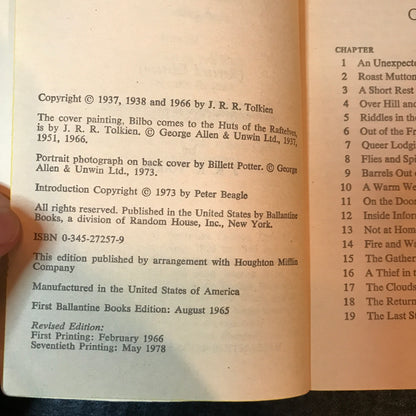 Copyright © 1937, 1938 and 1966 by J. R. R. Tolkien
The cover painting, Bilbo comes to the Huts of the Raftelves,
is by J. R. R. Tolkien. © George Allen & Unwin Ltd., 1937,
1951, 1966.
Portrait photograph on back cover by Billett Potter. © George
Allen & Unwin Ltd., 1973.
Introduction Copyright © 1973 by Peter Beagle
All rights reserved. Published in the United States by Ballantine
Books, a division of Random House, Inc., New York.
ISBN 0-345-27257-9
This edition published by arrangement with Houghton Mifflin
Company
Manufactured in the United States of America
First Ballantine Books Edition: August 1965
Revised Edition:
First Printing: February 1966
Seventieth Printing: May 1978
C
CHAPTER
1 An Unexpecte
2 Roast Mutton
3 A Short Rest
4 Over Hill and
5 Riddles in the
6 Out of the Fr
7 Queer Lodgi
8 Flies and Spi
9 Barrels Out o
10 A Warm We
11 On the Door
12 Inside Infor
13 Not at Home
14 Fire and Wa
15 The Gather
16 A Thief in t
17 The Clouds
18 The Return
19 The Last St